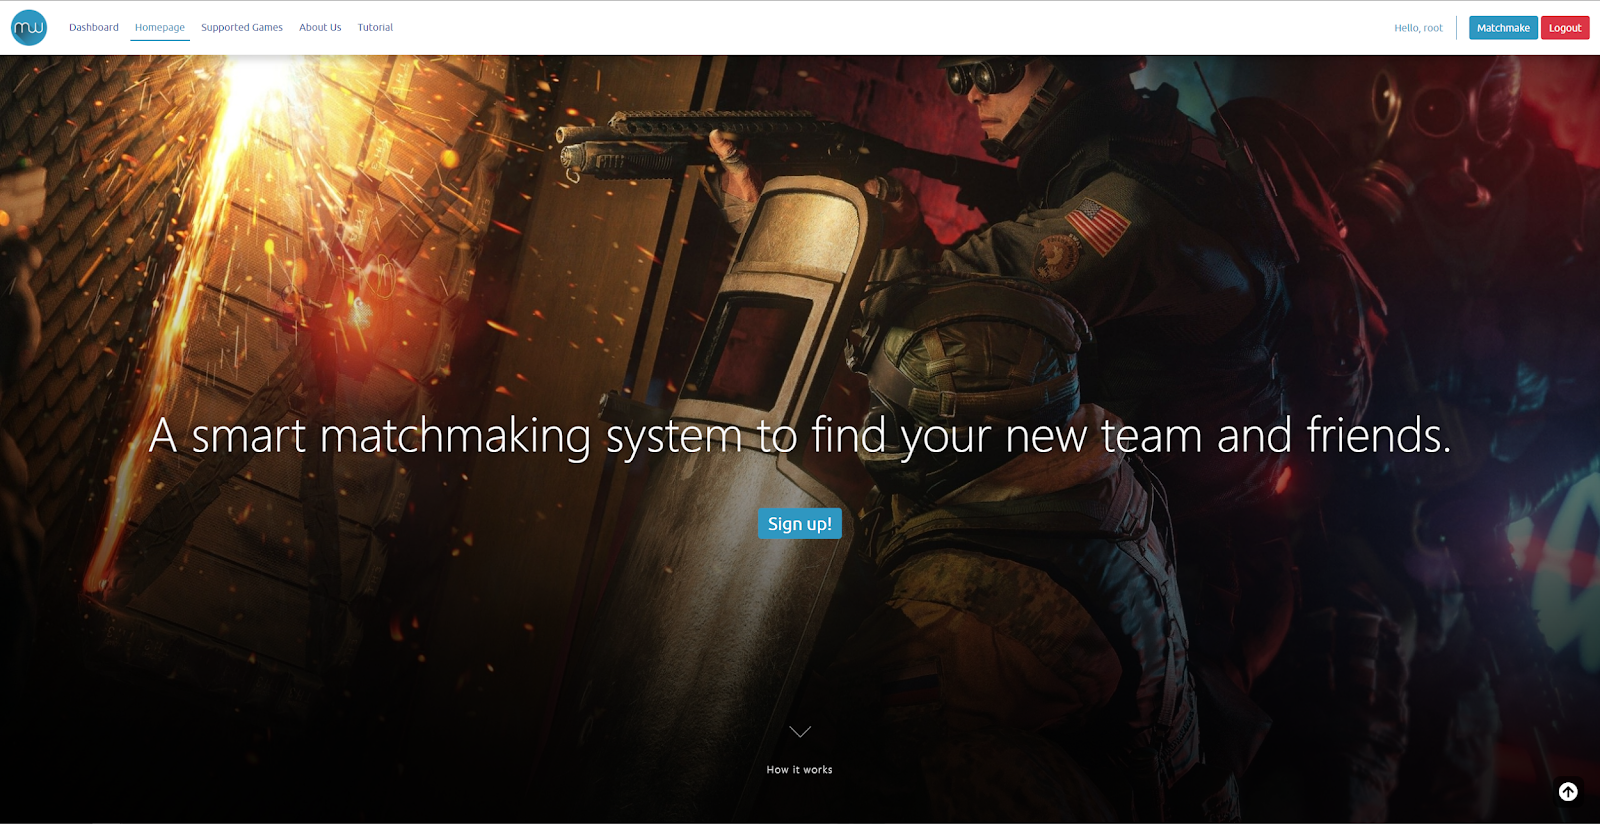 mw
Dashboard
Homepage
Supported Games
About Us
Tutorial
Hello, root
Matchmake
Logout
A smart matchmaking system to find your new team and friends.
Sign up!
How it works